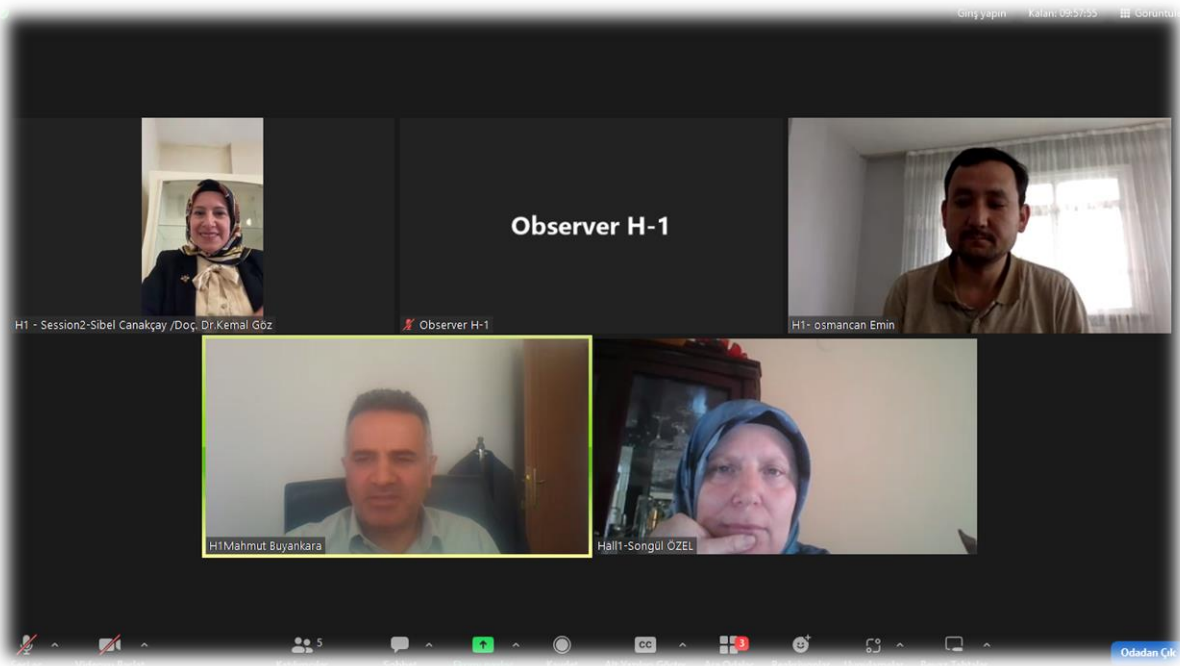 Giriş yapın Kalan: 09:57:55
Observer H-1
H1 - Session2-Sibel Canakçay /Doç. Dr.Kemal Göz
Observer H-1
H1- osmancan Emin
H1Mahmut Buyankara
Hall1-Songül ÖZEL
5
CC
3
Odadan Çık